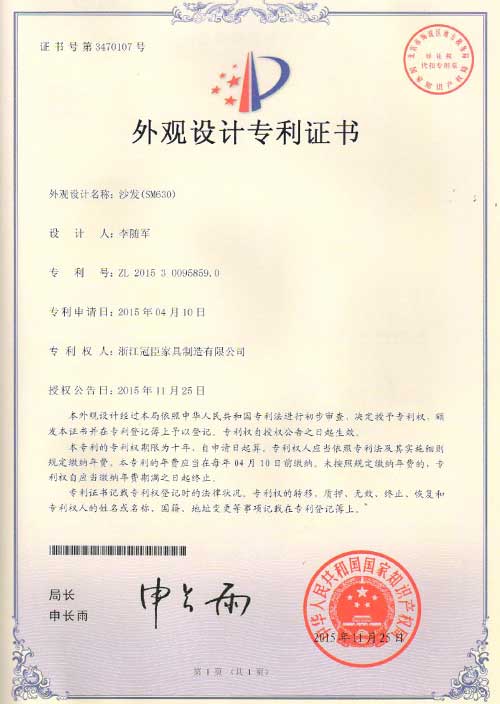 证书号第3470107号
外观设计专利证书
外观设计名称：沙发(SM630)
设 计 人：李随军
专 利 号：ZL 2015 3 0095859.0
专利申请日：2015年04月10日
专 利 权 人：浙江冠臣家具制造有限公司
授权公告日：2015年11月25日
本外观设计经过本局依照中华人民共和国专利法进行初步审查，决定授予专利权，颁
发本证书并在专利登记簿上予以登记。专利权自授权公告之日起生效。
本专利的专利权期限为十年，自申请日起算。专利权人应当依照专利法及其实施细则
规定缴纳年费。本专利的年费应当在每年04月10日前缴纳。未按照规定缴纳年费的，专
利权自应当缴纳年费期满之日起终止。
专利证书记载专利权登记时的法律状况。专利权的转移、质押、无效、终止、恢复和
专利权人的姓名或名称、国籍、地址变更等事项记载在专利登记簿上。
局长
申长雨
申长雨
中华人民共和国国家知识产权局
2015年11月25日
第1页（共1页）